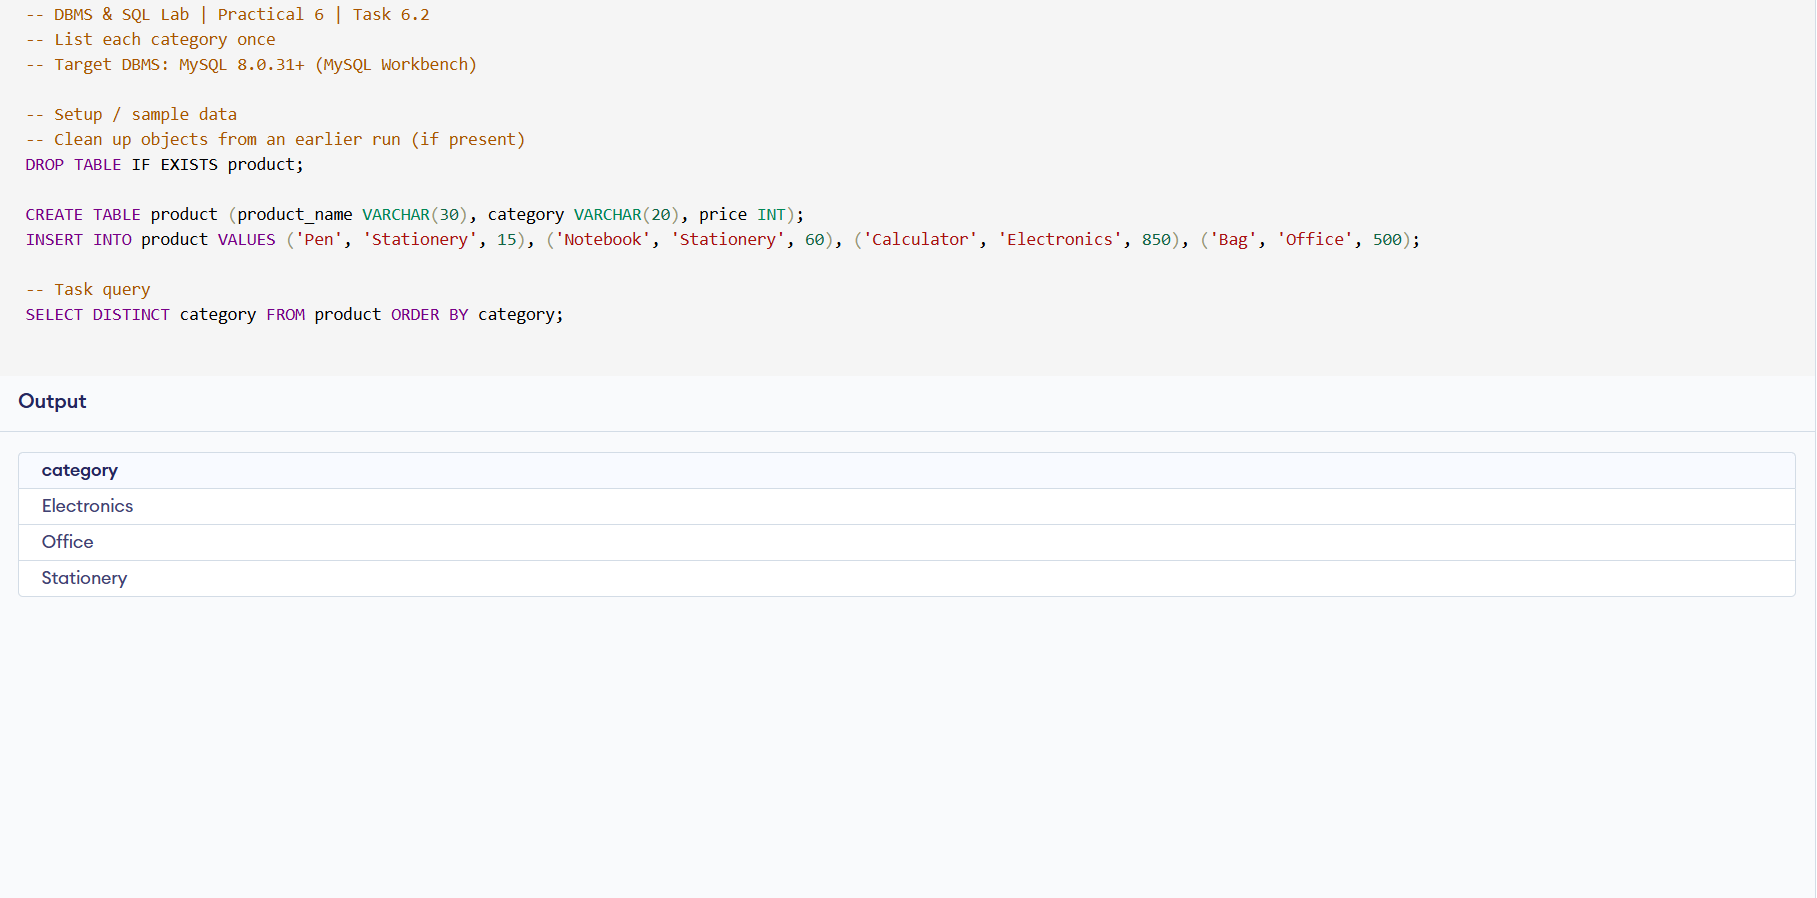 -- DBMS & SQL Lab | Practical 6 | Task 6.2
-- List each category once
-- Target DBMS: MySQL 8.0.31+ (MySQL Workbench)
-- Setup / sample data
-- Clean up objects from an earlier run (if present)
DROP TABLE IF EXISTS product;
CREATE TABLE product (product_name VARCHAR(30), category VARCHAR(20), price INT);
INSERT INTO product VALUES ('Pen', 'Stationery', 15), ('Notebook', 'Stationery', 60), ('Calculator', 'Electronics', 850), ('Bag', 'Office', 500);
-- Task query
SELECT DISTINCT category FROM product ORDER BY category;
Output
category
Electronics
Office
Stationery